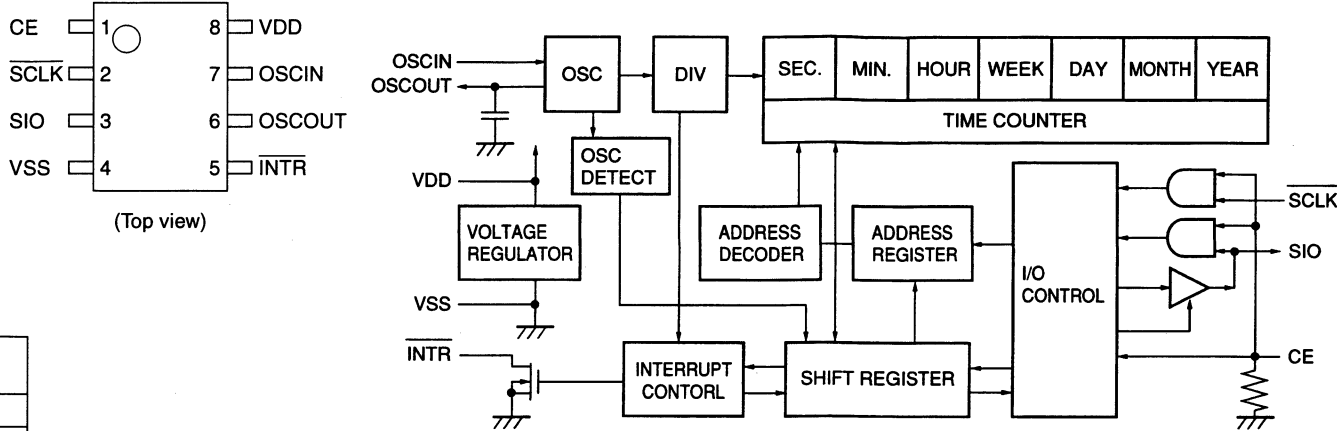 CE 1 8 VDD
SCLK 2 7 OSCIN
SIO 3 6 OSCOUT
VSS 4 5 INTR
(Top view)
OSCIN
OSCOUT
OSC
DIV
SEC. MIN. HOUR WEEK DAY MONTH YEAR
TIME COUNTER
OSC
DETECT
VDD
VOLTAGE
REGULATOR
VSS
ADDRESS
DECODER
ADDRESS
REGISTER
I/O
CONTROL
SCLK
SIO
CE
INTR
INTERRUPT
CONTORL
SHIFT REGISTER